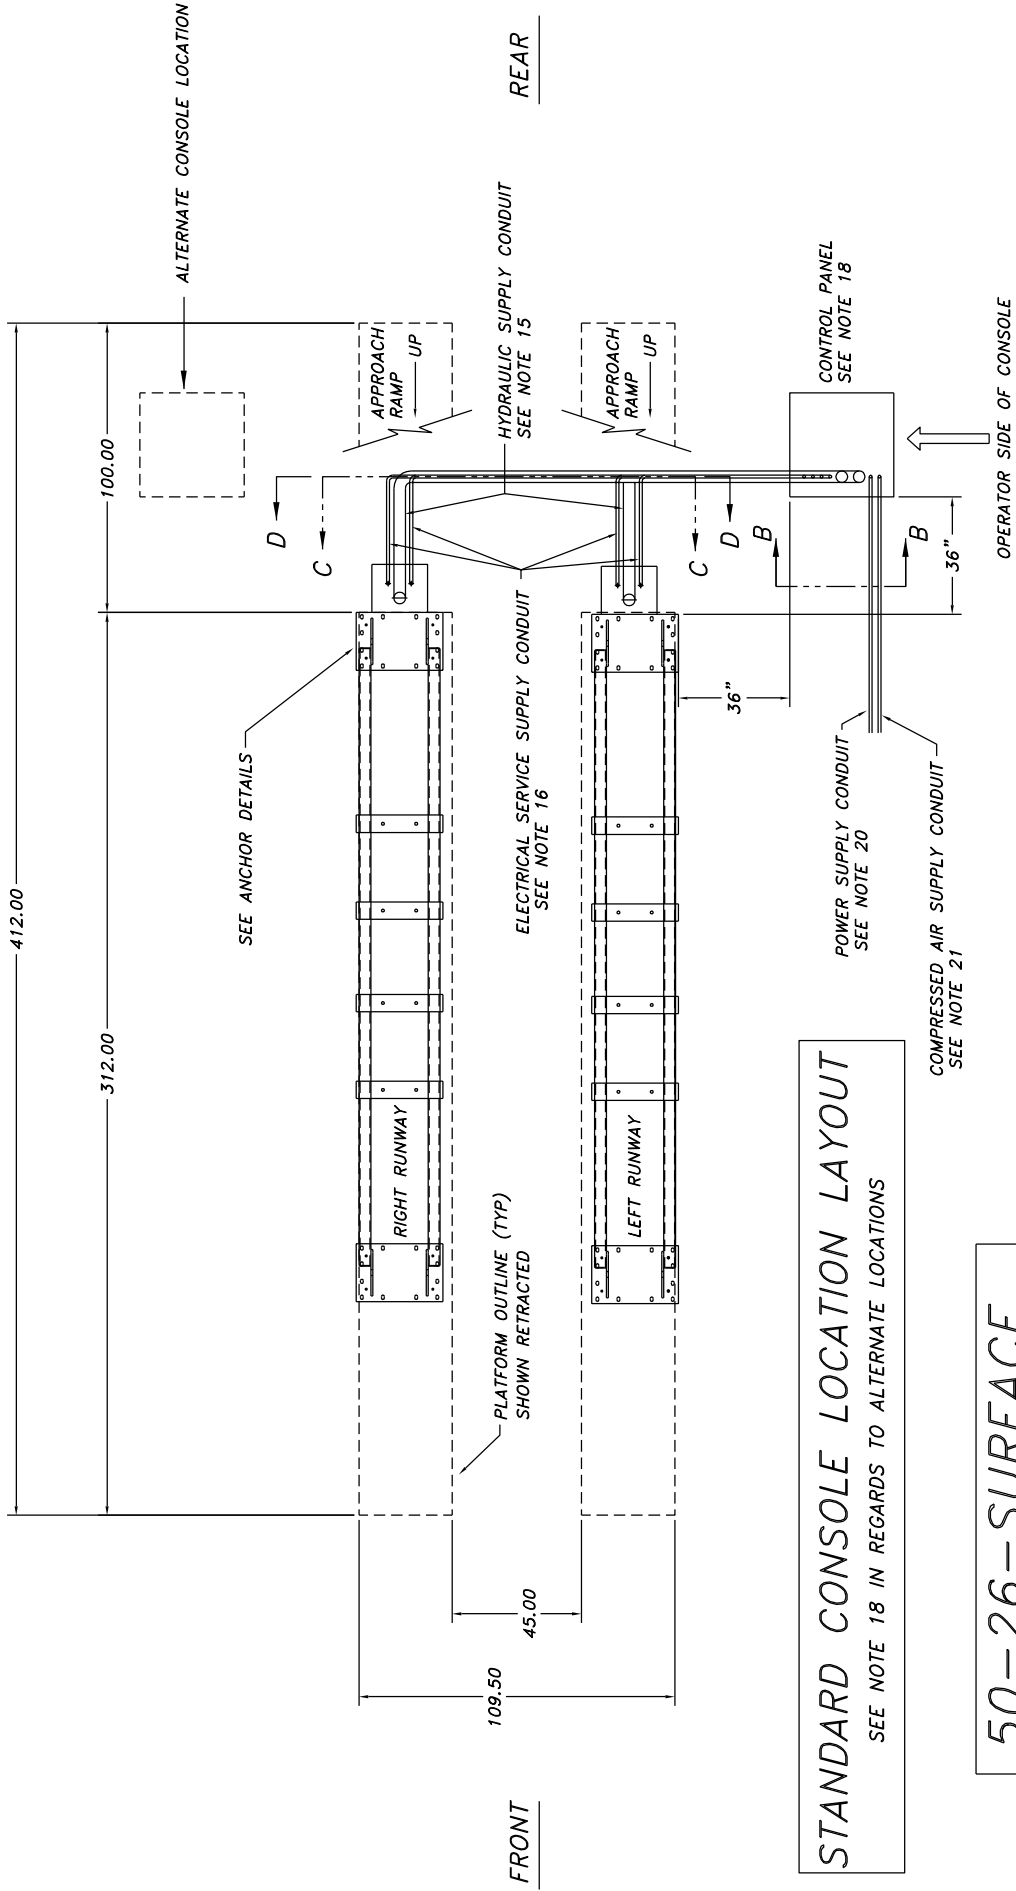 412.00
312.00
100.00
ALTERNATE CONSOLE LOCATION
SEE ANCHOR DETAILS
D
C
APPROACH
RAMP
UP
REAR
RIGHT RUNWAY
HYDRAULIC SUPPLY CONDUIT
SEE NOTE 15
PLATFORM OUTLINE (TYP)
SHOWN RETRACTED
ELECTRICAL SERVICE SUPPLY CONDUIT
SEE NOTE 16
FRONT
109.50
45.00
APPROACH
RAMP
UP
LEFT RUNWAY
C
D
36"
B
B
36"
CONTROL PANEL
SEE NOTE 18
OPERATOR SIDE OF CONSOLE
POWER SUPPLY CONDUIT
SEE NOTE 20
COMPRESSED AIR SUPPLY CONDUIT
SEE NOTE 21
STANDARD CONSOLE LOCATION LAYOUT
SEE NOTE 18 IN REGARDS TO ALTERNATE LOCATIONS
50-26-SURFACE